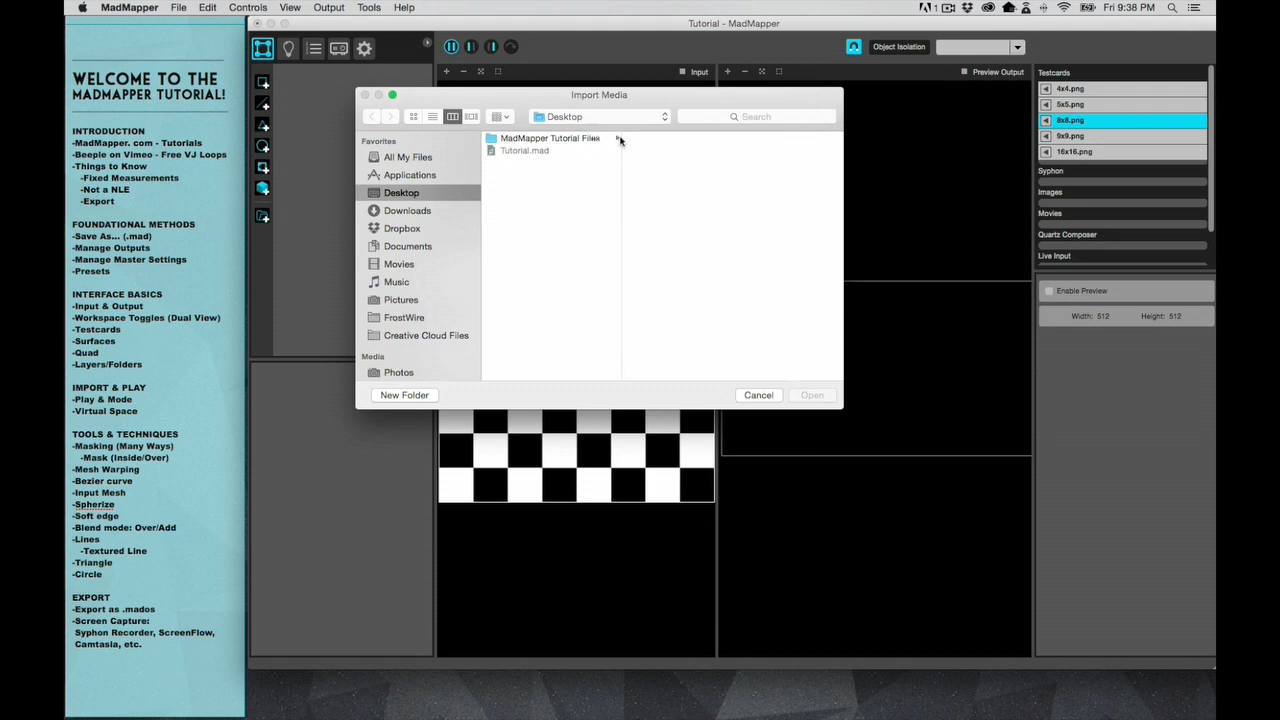 MadMapper File Edit Controls View Output Tools Help
Fri 9:38 PM
WELCOME TO THE
MADMAPPER TUTORIAL!
INTRODUCTION
-MadMapper. com - Tutorials
-Beeple on Vimeo - Free VJ Loops
-Things to Know
-Fixed Measurements
-Not a NLE
-Export
FOUNDATIONAL METHODS
-Save As... (.mad)
-Manage Outputs
-Manage Master Settings
-Presets
INTERFACE BASICS
-Input & Output
-Workspace Toggles (Dual View)
-Testcards
-Surfaces
-Quad
-Layers/Folders
IMPORT & PLAY
-Play & Mode
-Virtual Space
TOOLS & TECHNIQUES
-Masking (Many Ways)
-Mask (Inside/Over)
-Mesh Warping
-Bezier curve
-Input Mesh
-Spherize
-Soft edge
-Blend mode: Over/Add
-Lines
-Textured Line
-Triangle
-Circle
EXPORT
-Export as .mados
-Screen Capture:
Syphon Recorder, ScreenFlow,
Camtasia, etc.
Tutorial - MadMapper
Object Isolation
Input
Preview Output
Import Media
Desktop
Search
Favorites
All My Files
Applications
Desktop
Downloads
Dropbox
Documents
Movies
Music
Pictures
FrostWire
Creative Cloud Files
Media
Photos
MadMapper Tutorial Files
Tutorial.mad
New Folder
Cancel
Open
Testcards
4x4.png
5x5.png
8x8.png
9x9.png
16x16.png
Syphon
Images
Movies
Quartz Composer
Live Input
Enable Preview
Width: 512 Height: 512